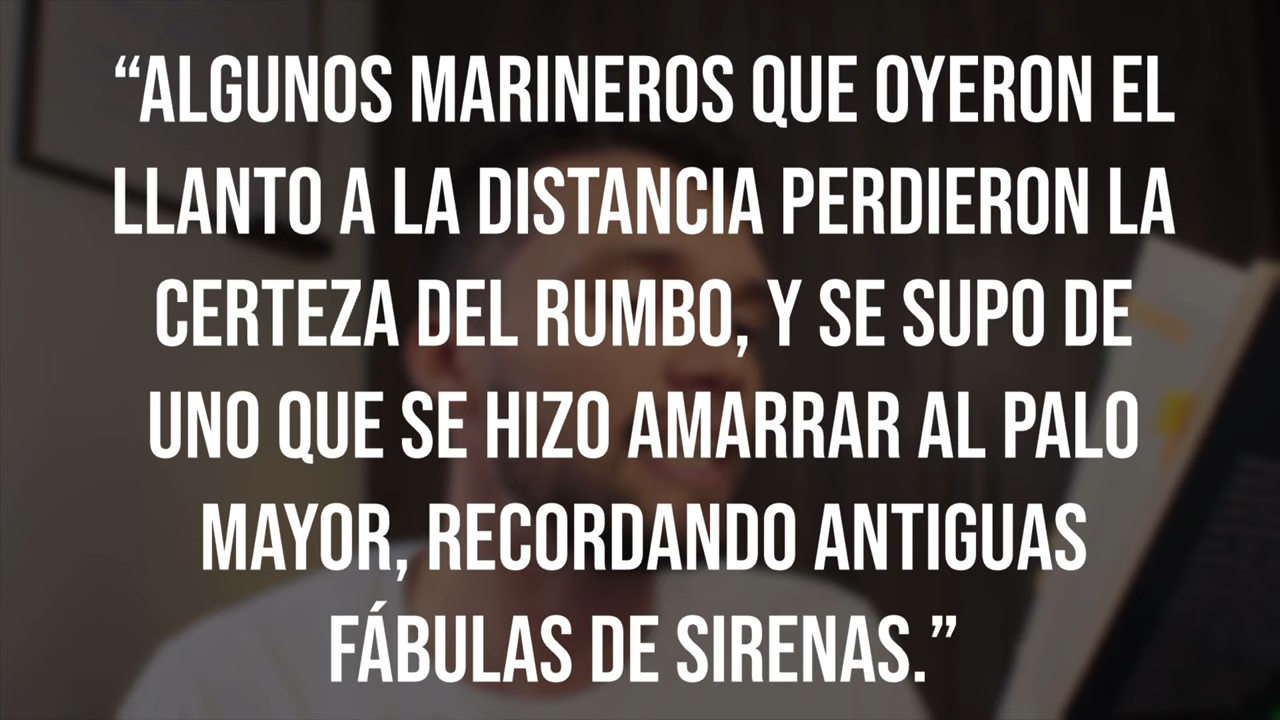 “ALGUNOS MARINEROS QUE OYERON EL
LLANTO A LA DISTANCIA PERDIERON LA
CERTEZA DEL RUMBO, Y SE SUPO DE
UNO QUE SE HIZO AMARRAR AL PALO
MAYOR, RECORDANDO ANTIGUAS
FÁBULAS DE SIRENAS.”